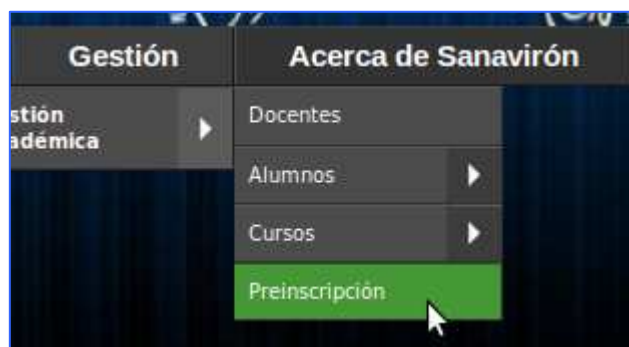 Gestión
Acerca de Sanavirón
stión
adémica
Docentes
Alumnos
Cursos
Preinscripción